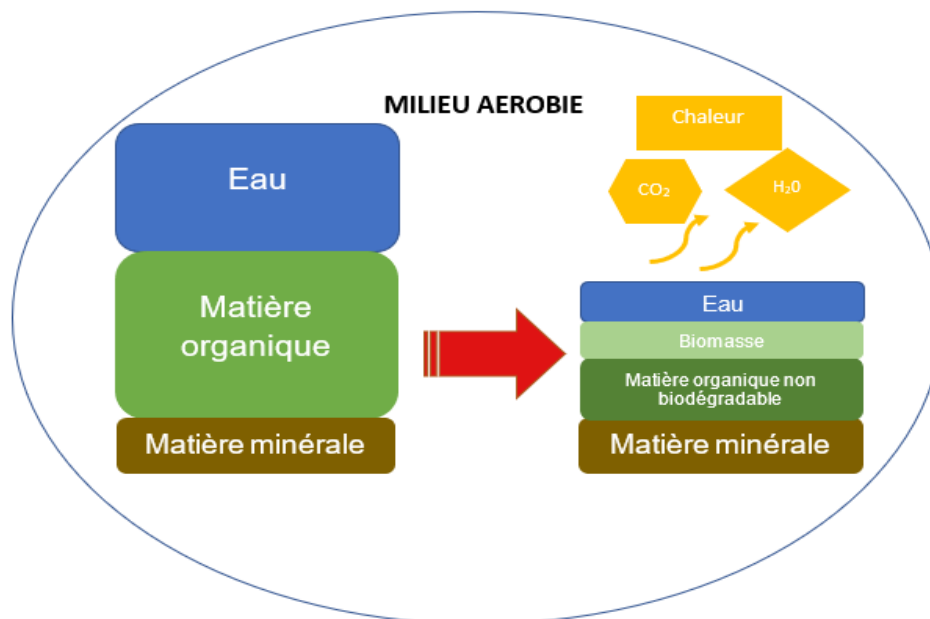 MILIEU AEROBIE
Eau
Matière
organique
Matière minérale
Chaleur
CO₂
H₂0
Eau
Biomasse
Matière organique non
biodégradable
Matière minérale